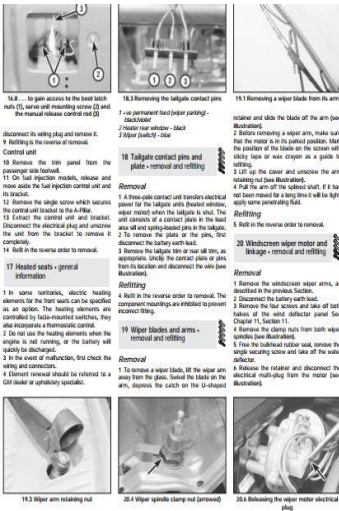 3
1
2
16.8 ... to gain access to the boot latch
nuts (1), servo unit mounting screw (2) and
the manual release control rod (3)
disconnect its wiring plug and remove it.
9 Refitting is the reverse of removal.
Control unit
10 Remove the trim panel from the
passenger side footwell.
11 On fuel injection models, release and
move aside the fuel injection control unit and
its bracket.
12 Remove the single screw which secures
the control unit bracket to the A-Pillar.
13 Extract the control unit and bracket.
Disconnect the electrical plug and unscrew
the unit from the bracket to remove it
completely.
14 Refit in the reverse order to removal.
17 Heated seats - general
information
1 In some territories, electric heating
elements for the front seats can be specified
as an option. The heating elements are
controlled by facia-mounted switches, they
also incorporate a thermostatic control.
2 Do not use the heating elements when the
engine is not running, or the battery will
quickly be discharged.
3 In the event of malfunction, first check the
wiring and connectors.
4 Element renewal should be referred to a
GM dealer or upholstery specialist.
19.3 Wiper arm retaining nut
1 2 3
18.3 Removing the tailgate contact pins
1 +ve permanent feed (wiper parking) -
black/violet
2 Heater rear window - black
3 Wiper (switch) - blue
18 Tailgate contact pins and
plate - removal and refitting
Removal
1 A three-pole contact unit transfers electrical
power for the tailgate units (heated window,
wiper motor) when the tailgate is shut. The
unit consists of a contact plate in the load
area sill and spring-loaded pins in the tailgate.
2 To remove the plate or the pins, first
disconnect the battery earth lead.
3 Remove the tailgate trim or rear sill trim, as
appropriate. Unclip the contact plate or pins
from its location and disconnect the wire (see
illustration).
Refitting
4 Refit in the reverse order to removal. The
component mountings are inhibited to prevent
incorrect fitting.
19 Wiper blades and arms -
removal and refitting
Removal
1 To remove a wiper blade, lift the wiper arm
away from the glass. Swivel the blade on the
arm, depress the catch on the U-shaped
20.4 Wiper spindle clamp nut (arrowed)
19.1 Removing a wiper blade from its arm
retainer and slide the blade off the arm (see
illustration).
2 Before removing a wiper arm, make sure
that the motor is in its parked position. Mark
the position of the blade on the screen with
sticky tape or wax crayon as a guide to
refitting.
3 Lift up the cover and unscrew the arm
retaining nut (see illustration).
4 Pull the arm off the splined shaft. If it has
not been moved for a long time it will be tight,
apply some penetrating fluid.
Refitting
5 Refit in the reverse order to removal.
20 Windscreen wiper motor and
linkage - removal and refitting
Removal
1 Remove the windscreen wiper arms, as
described in the previous Section.
2 Disconnect the battery earth lead.
3 Remove the four screws and take off both
halves of the wind deflector panel See
Chapter 11, Section 11.
4 Remove the clamp nuts from both wiper
spindles (see illustration).
5 Free the bulkhead rubber seal, remove the
single securing screw and take off the water
deflector.
6 Release the retainer and disconnect the
electrical multi-plug from the motor (see
illustration).
20.6 Releasing the wiper motor electrical
plug